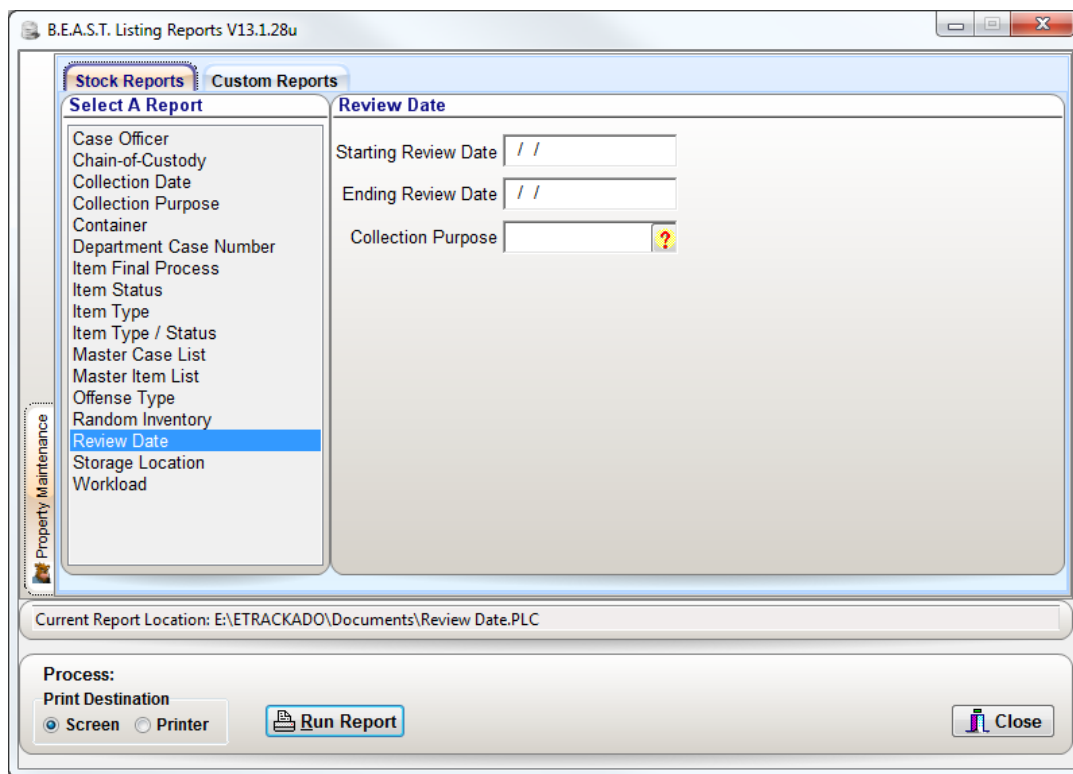 B.E.A.S.T. Listing Reports V13.1.28u
Stock Reports
Custom Reports
Select A Report
Case Officer
Chain-of-Custody
Collection Date
Collection Purpose
Container
Department Case Number
Item Final Process
Item Status
Item Type
Item Type / Status
Master Case List
Master Item List
Offense Type
Random Inventory
Review Date
Storage Location
Workload
Review Date
Starting Review Date / /
Ending Review Date / /
Collection Purpose ?
Property Maintenance
Current Report Location: E:\ETRACKADO\Documents\Review Date.PLC
Process:
Print Destination
Screen Printer
Run Report
Close